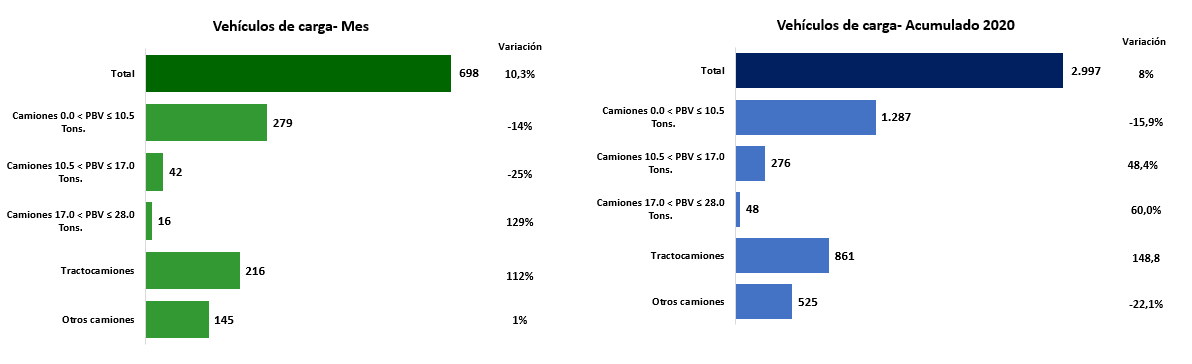 Vehículos de carga- Mes
Variación
Total
698
10,3%
Camiones 0.0 < PBV ≤ 10.5
Tons.
279
-14%
Camiones 10.5 < PBV ≤ 17.0
Tons.
42
-25%
Camiones 17.0 < PBV ≤ 28.0
Tons.
16
129%
Tractocamiones
216
112%
Otros camiones
145
1%
Vehículos de carga- Acumulado 2020
Variación
Total
2.997
8%
Camiones 0.0 < PBV ≤ 10.5
Tons.
1.287
-15,9%
Camiones 10.5 < PBV ≤ 17.0
Tons.
276
48,4%
Camiones 17.0 < PBV ≤ 28.0
Tons.
48
60,0%
Tractocamiones
861
148,8
Otros camiones
525
-22,1%